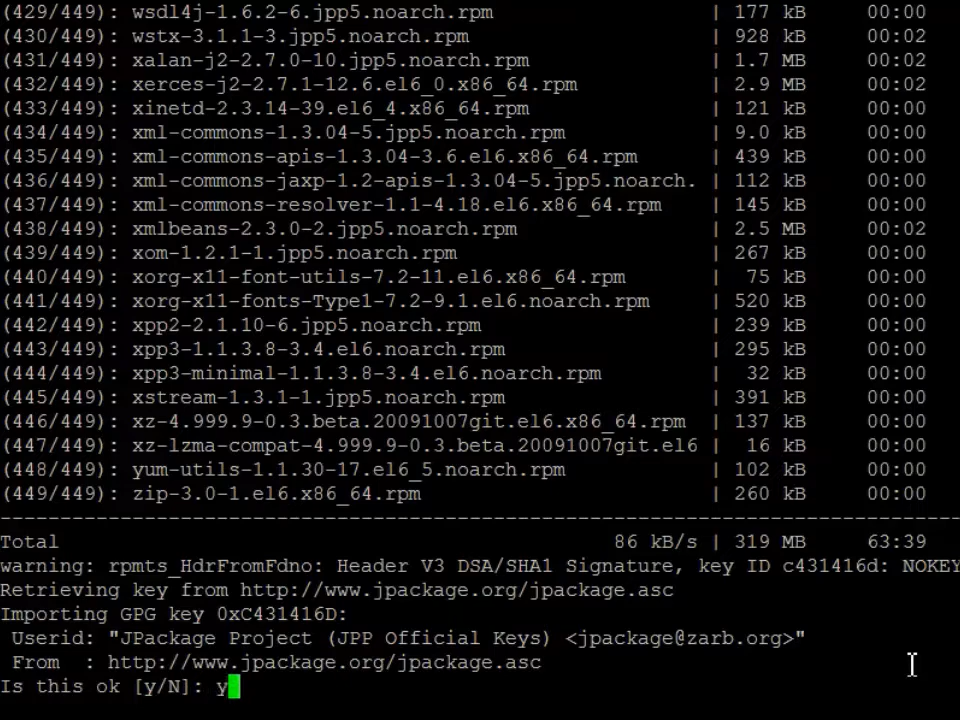 (429/449): wsdl4j-1.6.2-6.jpp5.noarch.rpm | 177 kB 00:00
(430/449): wstx-3.1.1-3.jpp5.noarch.rpm | 928 kB 00:02
(431/449): xalan-j2-2.7.0-10.jpp5.noarch.rpm | 1.7 MB 00:02
(432/449): xerces-j2-2.7.1-12.6.el6_0.x86_64.rpm | 2.9 MB 00:02
(433/449): xinetd-2.3.14-39.el6_4.x86_64.rpm | 121 kB 00:00
(434/449): xml-commons-1.3.04-5.jpp5.noarch.rpm | 9.0 MB 00:00
(435/449): xml-commons-apis-1.3.04-3.6.el6.x86_64.rpm | 439 kB 00:00
(436/449): xml-commons-jaxp-1.2-apis-1.3.04-5.jpp5.noarch. | 112 kB 00:00
(437/449): xml-commons-resolver-1.1-4.18.el6.x86_64.rpm | 145 kB 00:00
(438/449): xmlbeans-2.3.0-2.jpp5.noarch.rpm | 2.5 MB 00:02
(439/449): xom-1.2.1-1.jpp5.noarch.rpm | 267 kB 00:00
(440/449): xorg-x11-font-utils-7.2-11.el6.x86_64.rpm | 75 kB 00:00
(441/449): xorg-x11-fonts-Type1-7.2-9.1.el6.noarch.rpm | 520 kB 00:00
(442/449): xpp2-2.1.10-6.jpp5.noarch.rpm | 239 kB 00:00
(443/449): xpp3-1.1.3.8-3.4.el6.noarch.rpm | 295 kB 00:00
(444/449): xpp3-minimal-1.1.3.8-3.4.el6.noarch.rpm | 32 kB 00:00
(445/449): xstream-1.3.1-1.jpp5.noarch.rpm | 391 kB 00:00
(446/449): xz-4.999.9-0.3.beta.20091007git.el6.x86_64.rpm | 137 kB 00:00
(447/449): xz-lzma-compat-4.999.9-0.3.beta.20091007git.el6 | 16 kB 00:00
(448/449): yum-utils-1.1.30-17.el6_5.noarch.rpm | 102 kB 00:00
(449/449): zip-3.0-1.el6.x86_64.rpm | 260 kB 00:00
--------------------------------------------------------------------------------
Total 86 kB/s | 319 MB 63:39
warning: rpmts_HdrFromFdno: Header V3 DSA/SHA1 Signature, key ID c431416d: NOKEY
Retrieving key from http://www.jpackage.org/jpackage.asc
Importing GPG key 0xC431416D:
Userid: "JPackage Project (JPP Official Keys) <jpackage@zarb.org>"
From : http://www.jpackage.org/jpackage.asc
Is this ok [y/N]: y